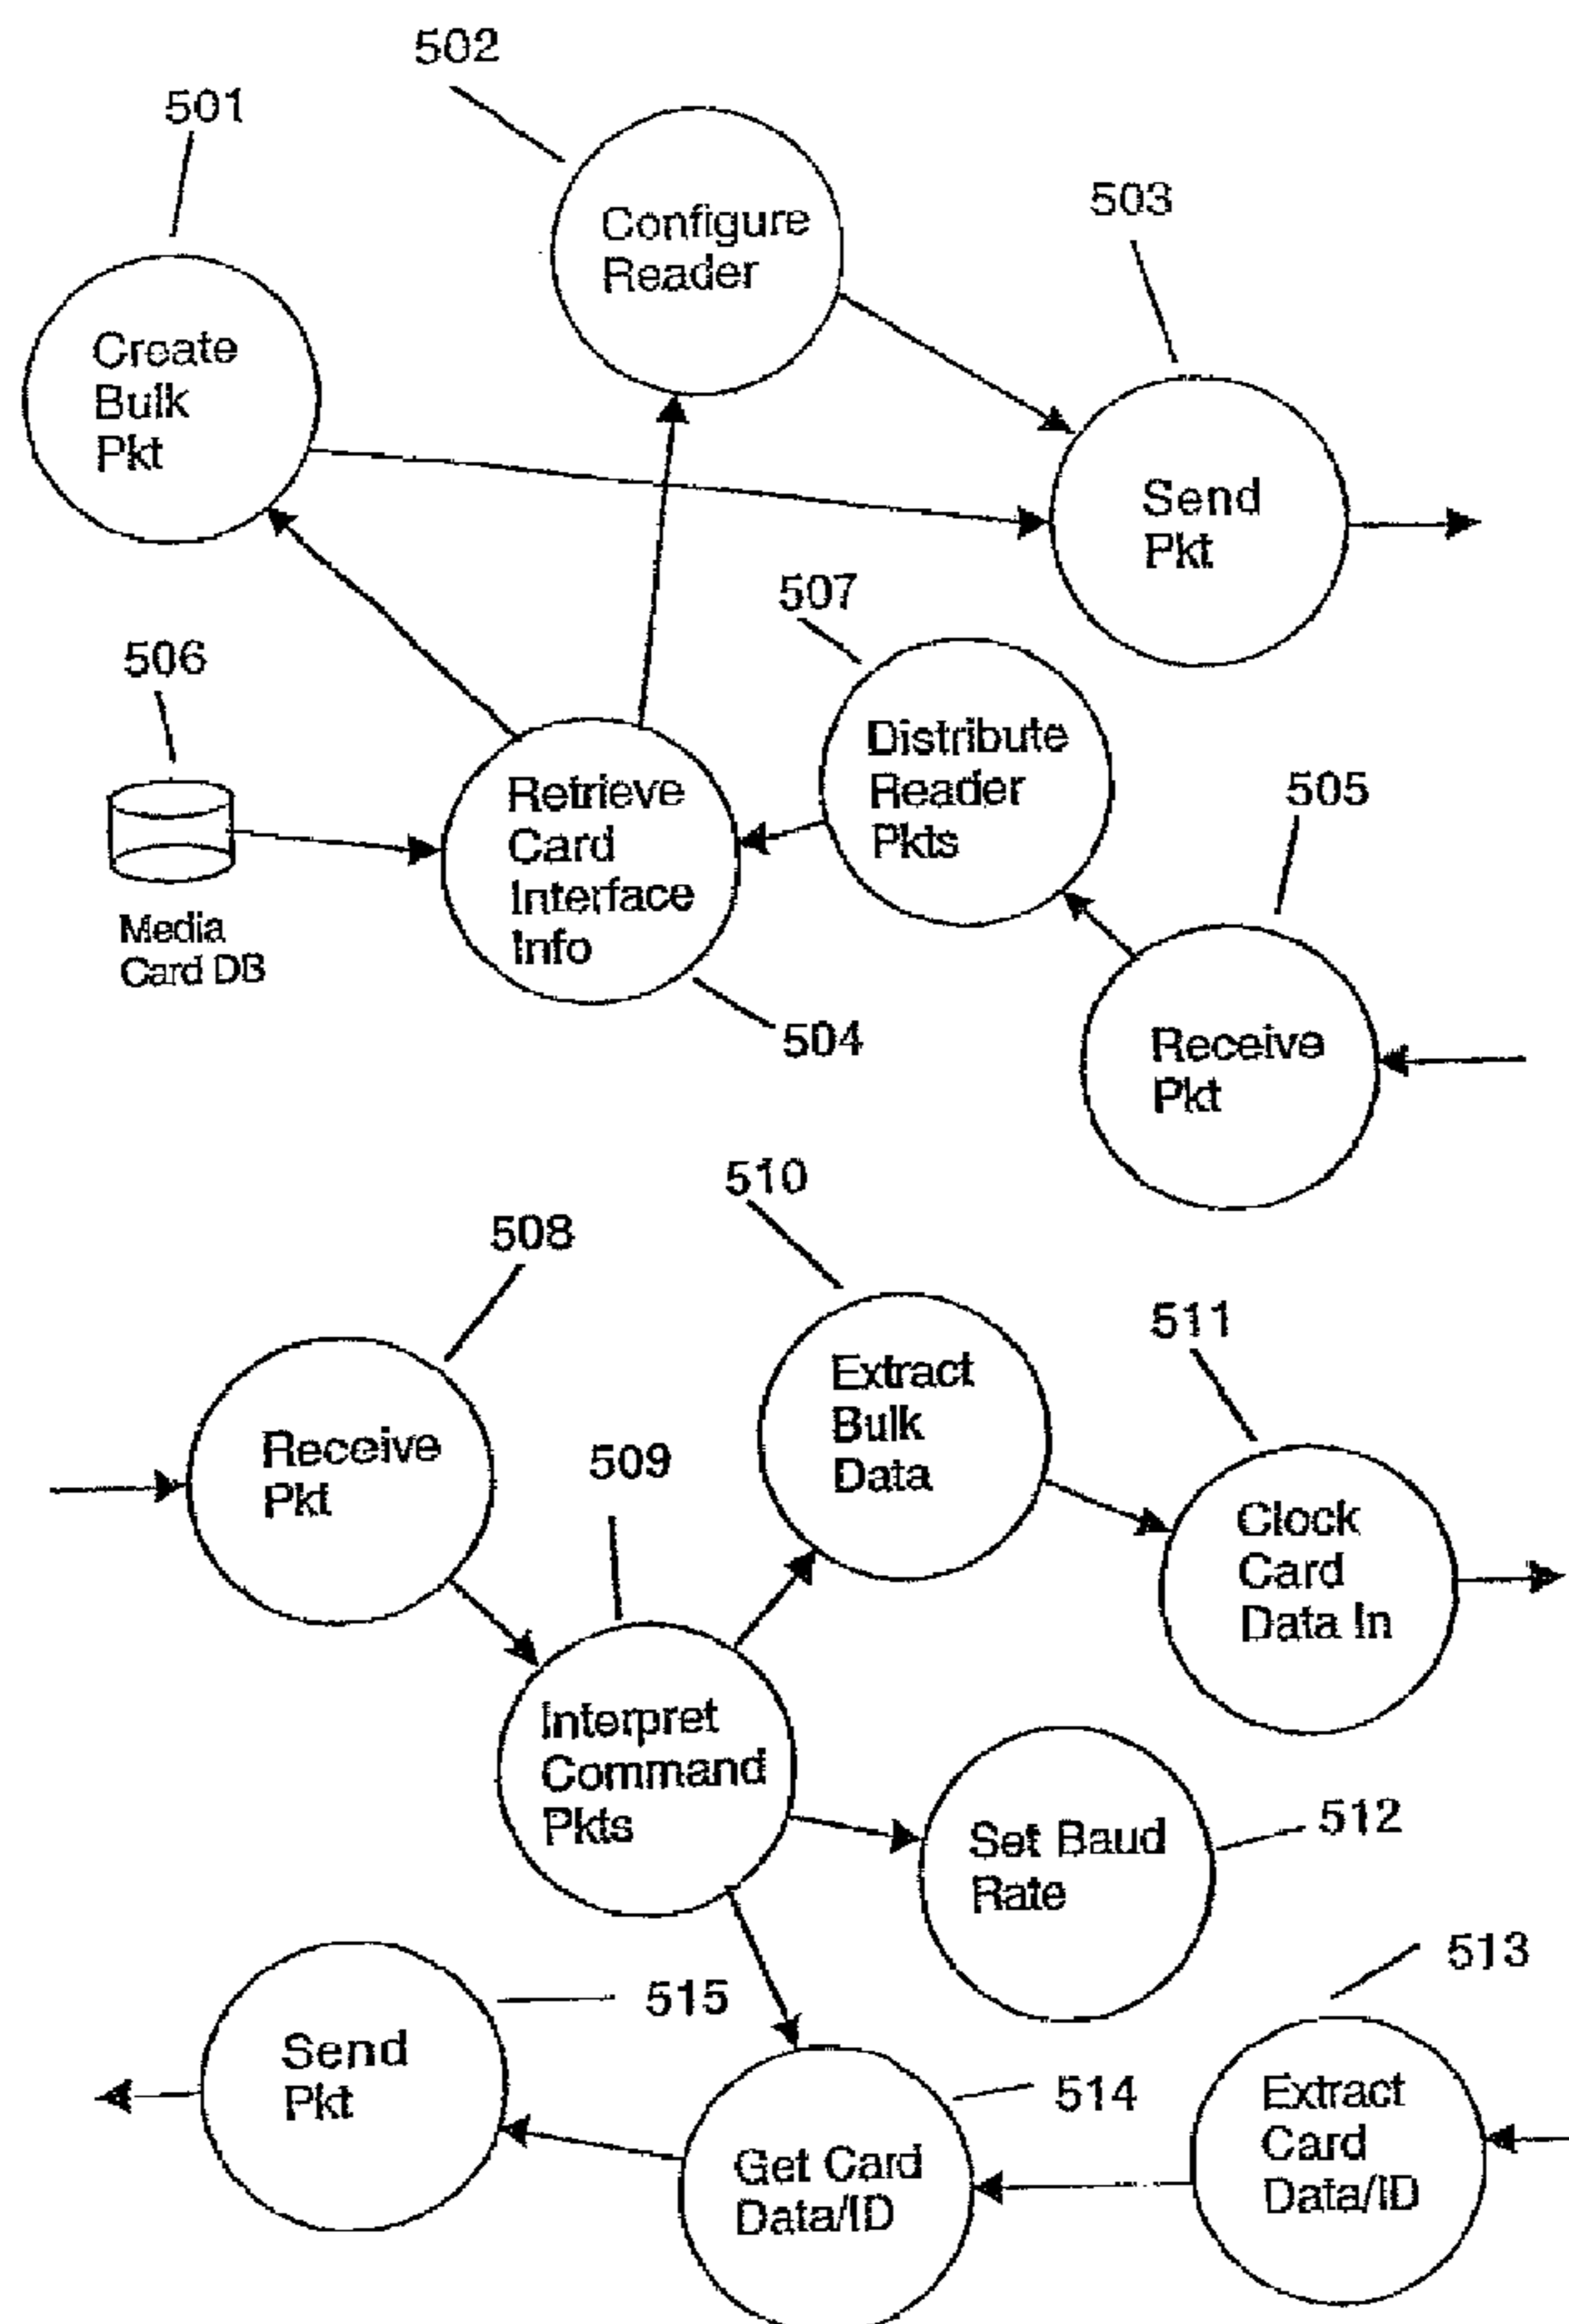 502
501
503
Configure
Reader
Create
Bulk
Pkt
Send
Pkt
507
506
Distribute
Reader
Pkts
505
Retrieve
Card
Interface
Info
Media
Card DB
504
Receive
Pkt
510
508
511
Extract
Bulk
Data
Receive
Pkt
509
Clock
Card
Data In
Interpret
Command
Pkts
512
Set Baud
Rate
513
515
Send
Pkt
514
Extract
Card
Data/ID
Get Card
Data/ID